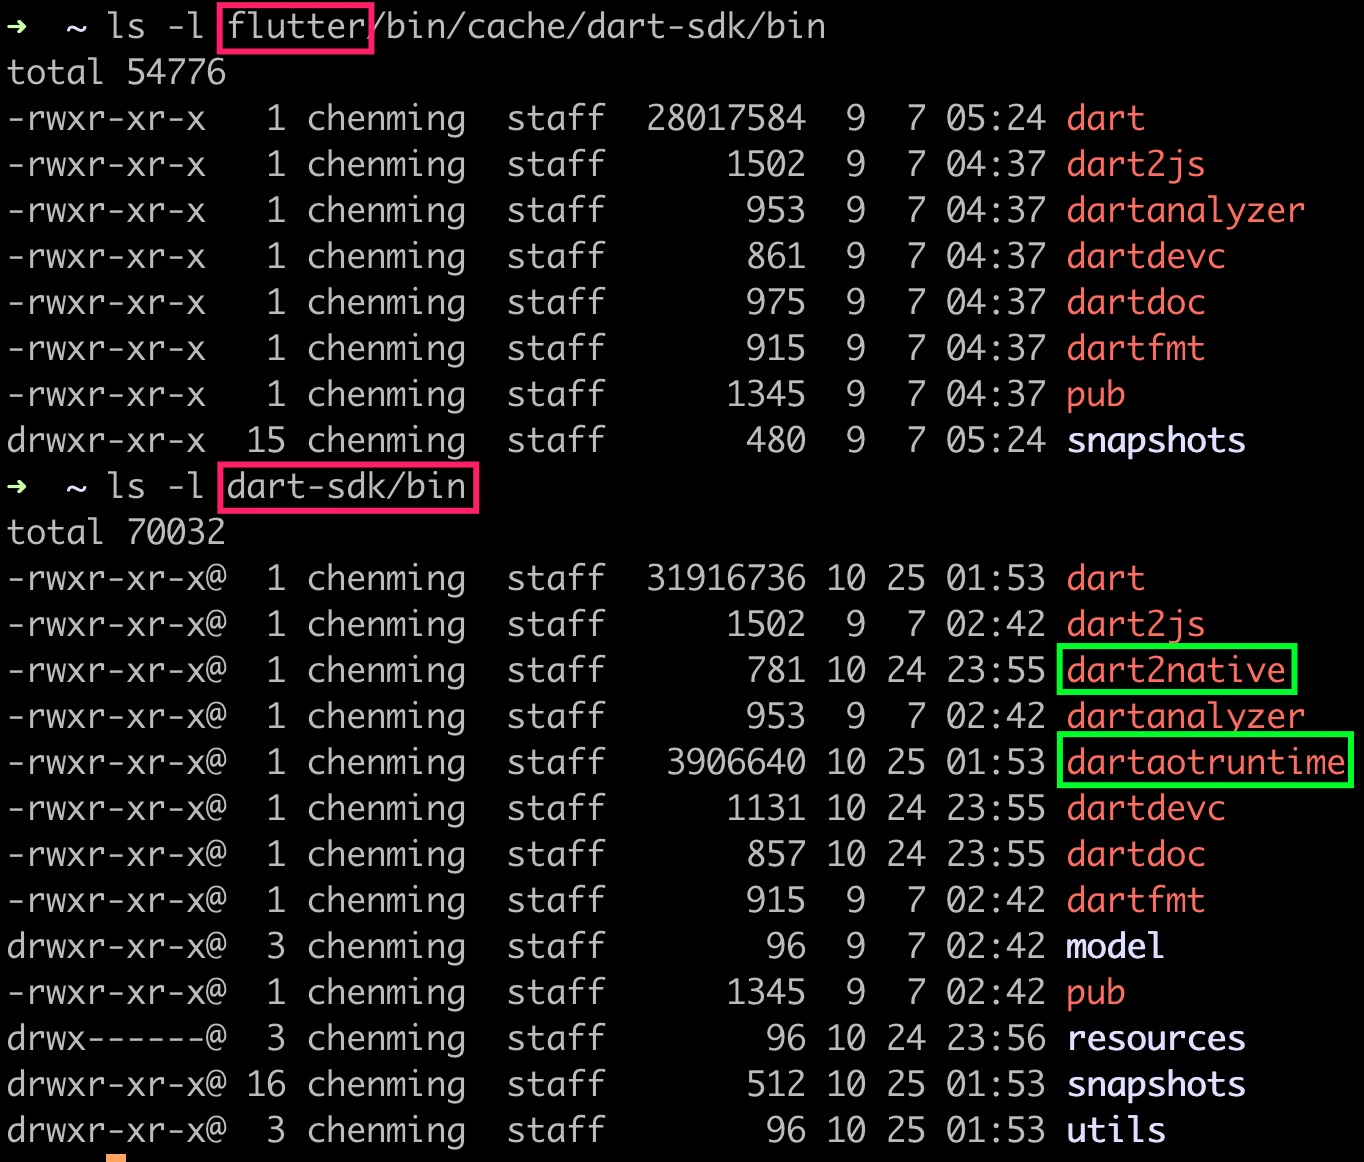 ➜  ~ ls -l flutter/bin/cache/dart-sdk/bin
total 54776
-rwxr-xr-x   1 chenming  staff  28017584  9  7 05:24 dart
-rwxr-xr-x   1 chenming  staff      1502  9  7 04:37 dart2js
-rwxr-xr-x   1 chenming  staff       953  9  7 04:37 dartanalyzer
-rwxr-xr-x   1 chenming  staff       861  9  7 04:37 dartdevc
-rwxr-xr-x   1 chenming  staff       975  9  7 04:37 dartdoc
-rwxr-xr-x   1 chenming  staff       915  9  7 04:37 dartfmt
-rwxr-xr-x   1 chenming  staff      1345  9  7 04:37 pub
drwxr-xr-x  15 chenming  staff       480  9  7 05:24 snapshots
➜  ~ ls -l dart-sdk/bin
total 70032
-rwxr-xr-x@  1 chenming  staff  31916736 10 25 01:53 dart
-rwxr-xr-x@  1 chenming  staff      1502  9  7 02:42 dart2js
-rwxr-xr-x@  1 chenming  staff       781 10 24 23:55 dart2native
-rwxr-xr-x@  1 chenming  staff       953  9  7 02:42 dartanalyzer
-rwxr-xr-x@  1 chenming  staff   3906640 10 25 01:53 dartaotruntime
-rwxr-xr-x@  1 chenming  staff      1131 10 24 23:55 dartdevc
-rwxr-xr-x@  1 chenming  staff       857 10 24 23:55 dartdoc
-rwxr-xr-x@  1 chenming  staff       915  9  7 02:42 dartfmt
drwxr-xr-x@  3 chenming  staff        96  9  7 02:42 model
-rwxr-xr-x@  1 chenming  staff      1345  9  7 02:42 pub
drwx------@  3 chenming  staff        96 10 24 23:56 resources
drwxr-xr-x@ 16 chenming  staff       512 10 25 01:53 snapshots
drwxr-xr-x@  3 chenming  staff        96 10 25 01:53 utils